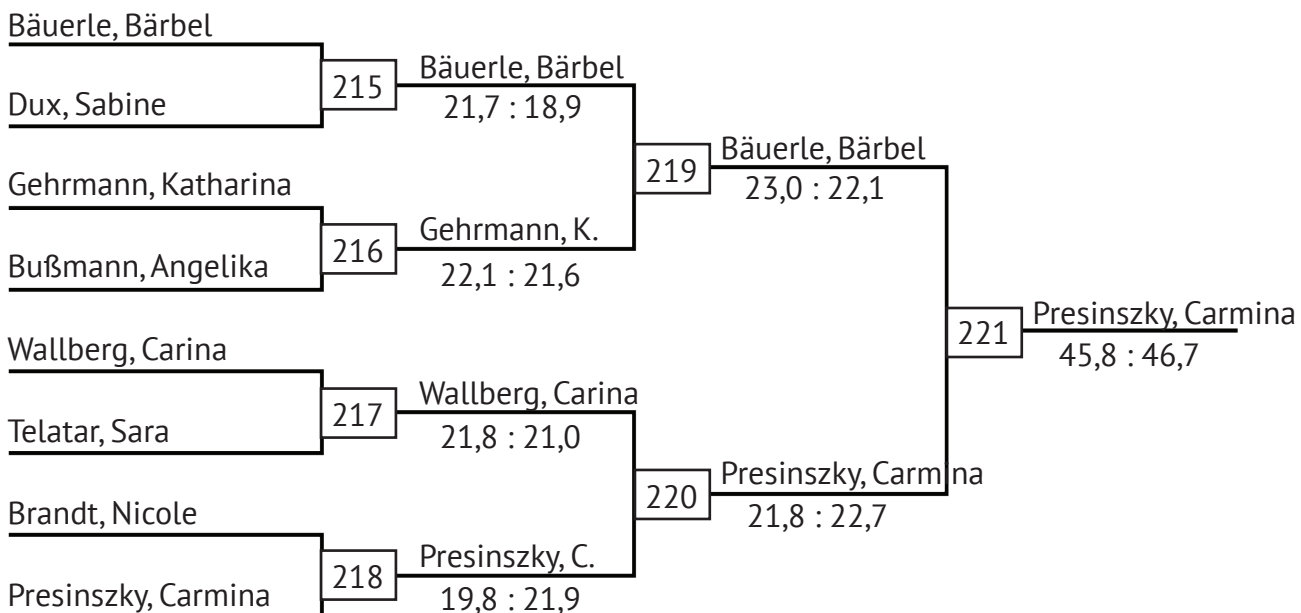 Bäuerle, Bärbel
Dux, Sabine
215
Bäuerle, Bärbel
21,7 : 18,9
Gehrmann, Katharina
Bußmann, Angelika
216
Gehrmann, K.
22,1 : 21,6
219
Bäuerle, Bärbel
23,0 : 22,1
Wallberg, Carina
Telatar, Sara
217
Wallberg, Carina
21,8 : 21,0
Brandt, Nicole
Presinszky, Carmina
218
Presinszky, C.
19,8 : 21,9
220
Presinszky, Carmina
21,8 : 22,7
221
Presinszky, Carmina
45,8 : 46,7